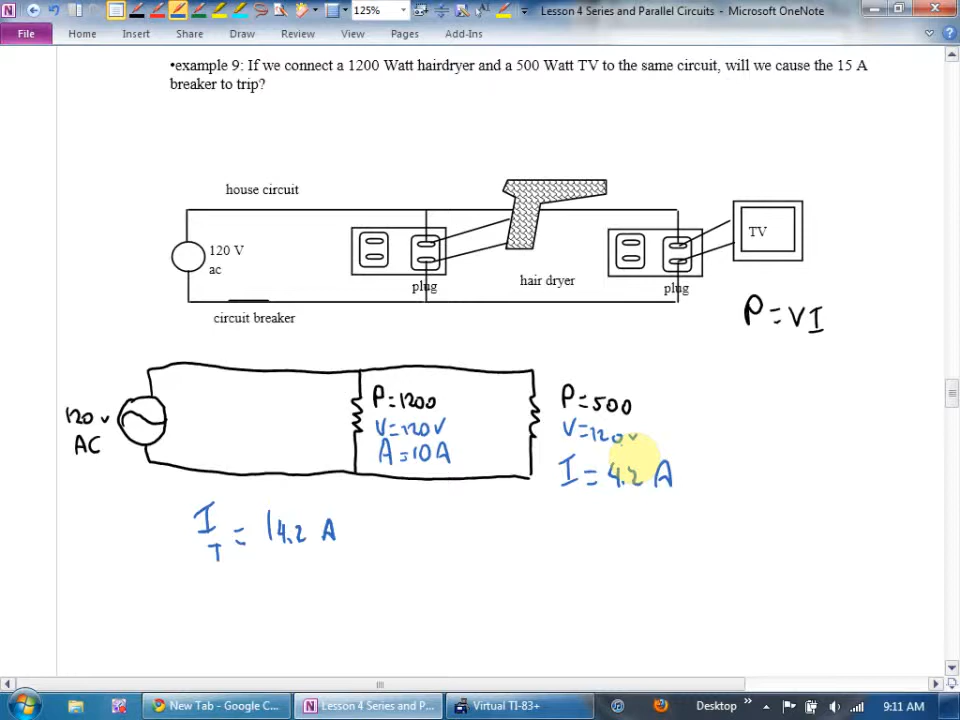 125%
Lesson 4 Series and Parallel Circuits - Microsoft OneNote
File Home Insert Share Draw Review View Pages Add-Ins
•example 9: If we connect a 1200 Watt hairdryer and a 500 Watt TV to the same circuit, will we cause the 15 A
breaker to trip?
house circuit
120 V
ac
TV
plug
hair dryer
plug
circuit breaker
P=VI
120 V
AC
P=1200
V=120V
A=10A
P=500
V=120V
I=4.2 A
I
T
= 14.2 A
New Tab - Google C...
Lesson 4 Series and P...
Virtual TI-83+
Desktop
»
9:11 AM